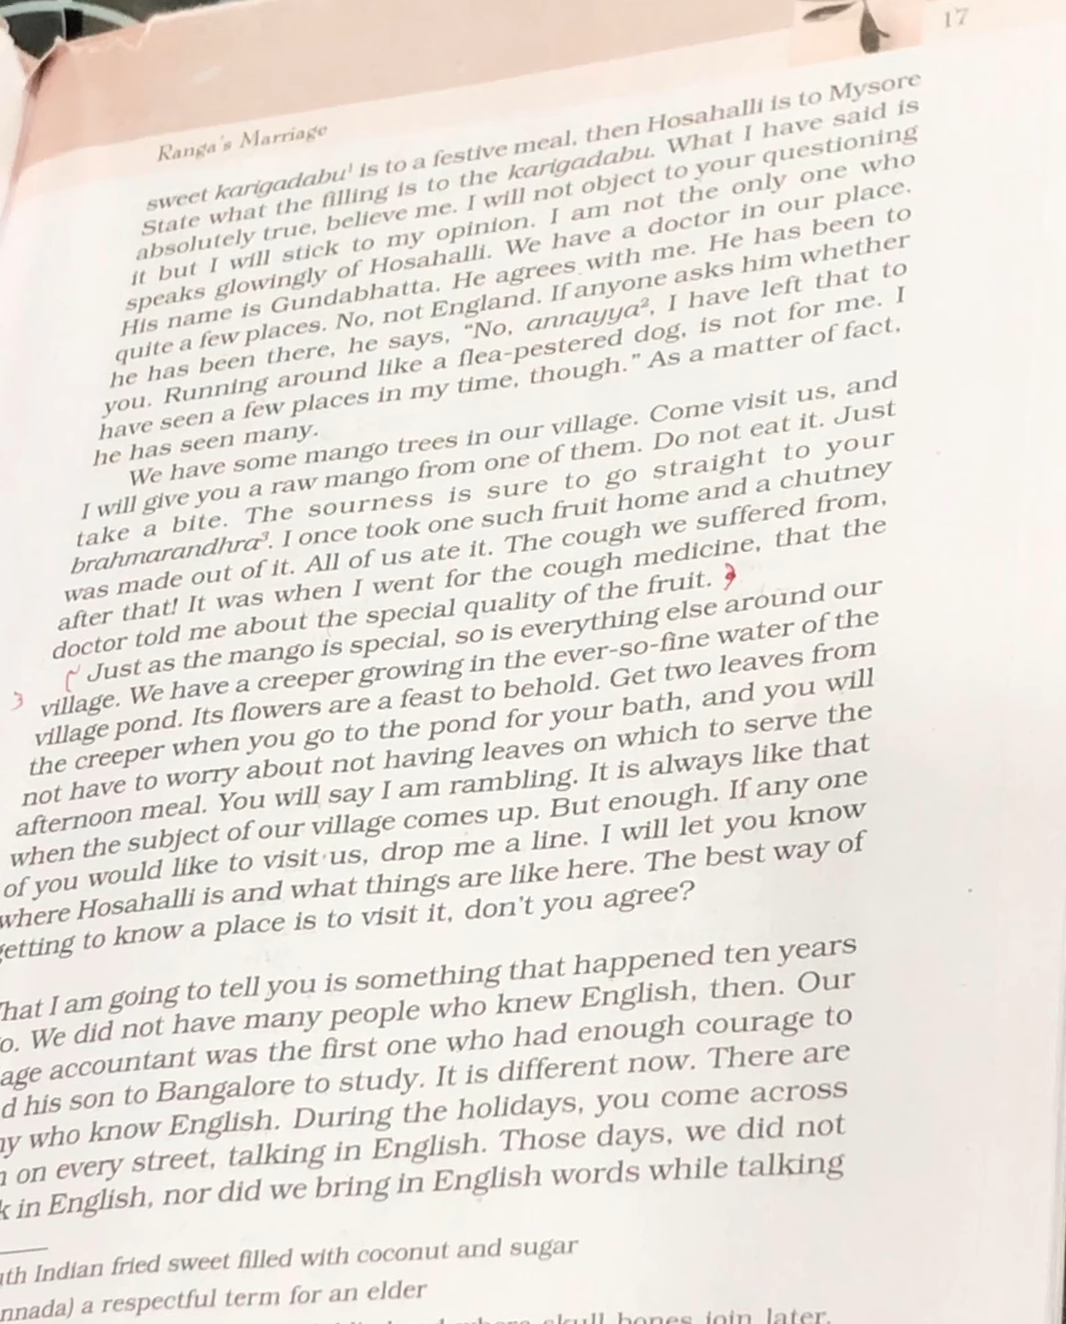 17
Ranga's Marriage
sweet karigadabu¹ is to a festive meal, then Hosahalli is to Mysore
State what the filling is to the karigadabu. What I have said is
absolutely true, believe me. I will not object to your questioning
it but I will stick to my opinion. I am not the only one who
speaks glowingly of Hosahalli. We have a doctor in our place.
His name is Gundabhatta. He agrees with me. He has been to
quite a few places. No, not England. If anyone asks him whether
he has been there, he says, “No, annayya², I have left that to
you. Running around like a flea-pestered dog, is not for me. I
have seen a few places in my time, though.” As a matter of fact,
he has seen many.
We have some mango trees in our village. Come visit us, and
I will give you a raw mango from one of them. Do not eat it. Just
take a bite. The sourness is sure to go straight to your
brahmarandhra³. I once took one such fruit home and a chutney
was made out of it. All of us ate it. The cough we suffered from,
after that! It was when I went for the cough medicine, that the
doctor told me about the special quality of the fruit.
Just as the mango is special, so is everything else around our
village. We have a creeper growing in the ever-so-fine water of the
village pond. Its flowers are a feast to behold. Get two leaves from
the creeper when you go to the pond for your bath, and you will
not have to worry about not having leaves on which to serve the
afternoon meal. You will say I am rambling. It is always like that
when the subject of our village comes up. But enough. If any one
of you would like to visit us, drop me a line. I will let you know
where Hosahalli is and what things are like here. The best way of
getting to know a place is to visit it, don't you agree?
hat I am going to tell you is something that happened ten years
o. We did not have many people who knew English, then. Our
age accountant was the first one who had enough courage to
d his son to Bangalore to study. It is different now. There are
ny who know English. During the holidays, you come across
on every street, talking in English. Those days, we did not
k in English, nor did we bring in English words while talking
uth Indian fried sweet filled with coconut and sugar
nnada) a respectful term for an elder
skull bones join later.